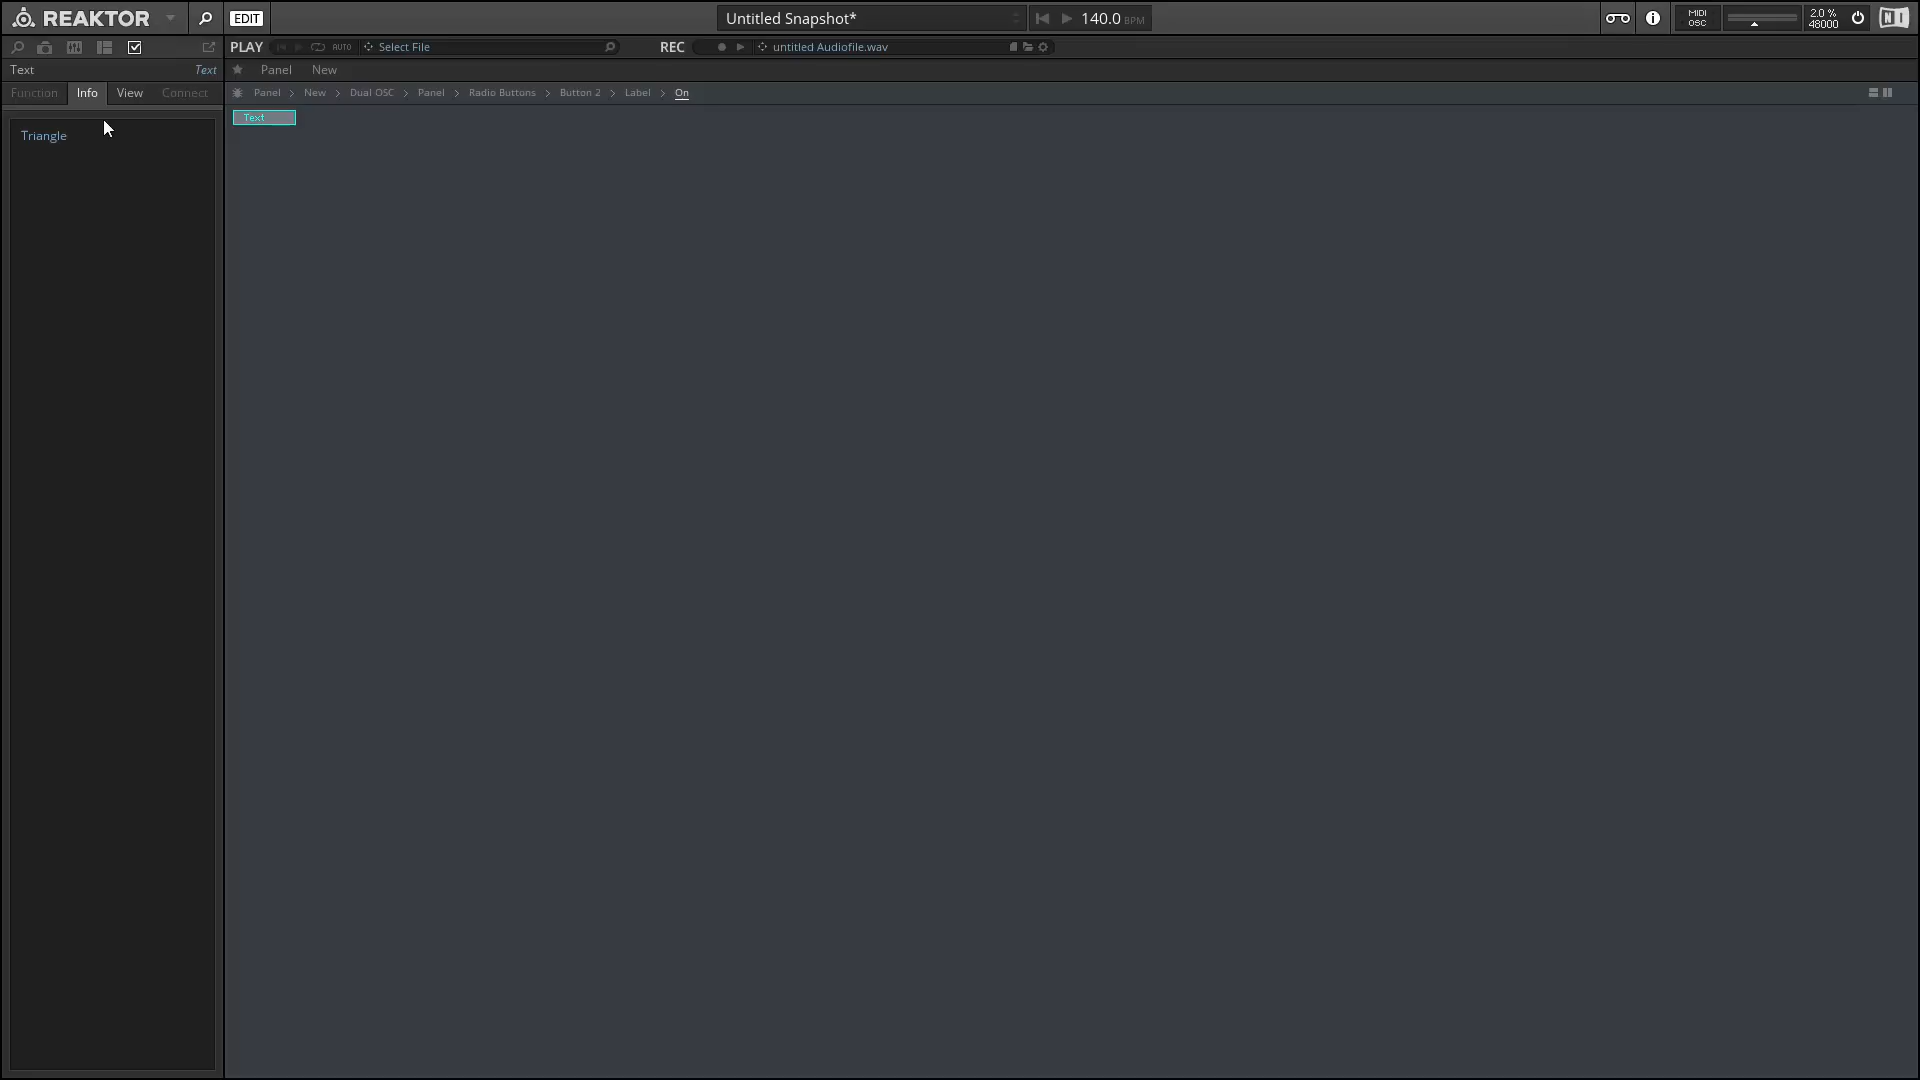 REAKTOR EDIT Untitled Snapshot* 140.0 BPM MIDI OSC 2.0 % 48000 NI
AUTO PLAY Select File REC untitled Audiofile.wav
Text Text Panel New
Function Info View Connect Panel > New > Dual OSC > Panel > Radio Buttons > Button 2 > Label > On
Text
Triangle